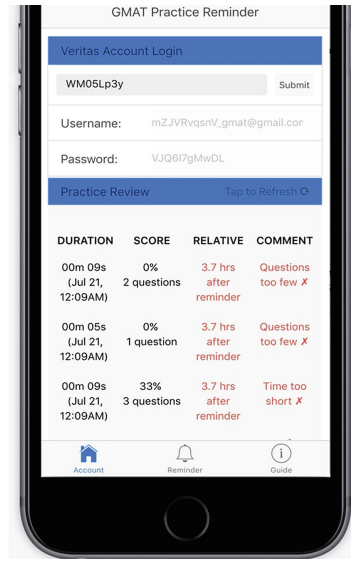 GMAT Practice Reminder
Veritas Account Login
WM05Lp3y
Submit
Username: mZJVRvqsnV_gmat@gmail.cor
Password: VJQ6I7gMwDL
Practice Review Tap to Refresh ⟳
DURATION SCORE RELATIVE COMMENT
00m 09s 0% 3.7 hrs Questions
(Jul 21, 2 questions after too few ✗
12:09AM) reminder
00m 05s 0% 3.7 hrs Questions
(Jul 21, 1 question after too few ✗
12:09AM) reminder
00m 09s 33% 3.7 hrs Time too
(Jul 21, 3 questions after short ✗
12:09AM) reminder
Account Reminder Guide